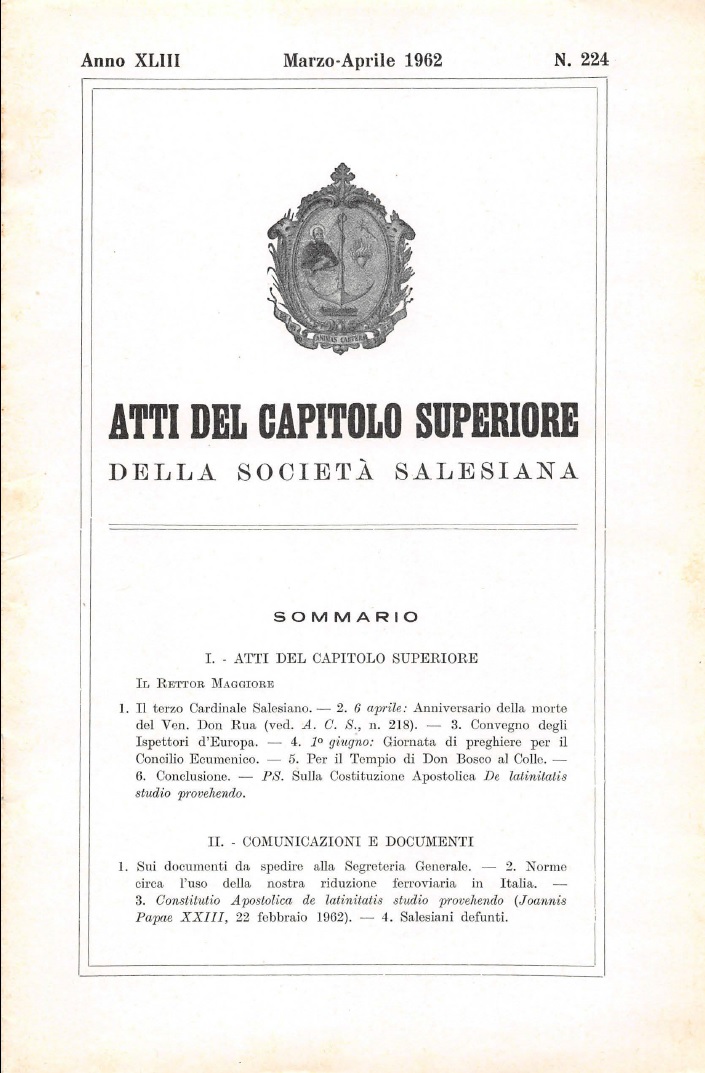 Anno XLIII Marzo-Aprile 1962 N. 224
ATTI DEL CAPITOLO SUPERIORE
DELLA SOCIETÀ SALESIANA
SOMMARIO
I. - ATTI DEL CAPITOLO SUPERIORE
IL RETTOR MAGGIORE
1. Il terzo Cardinale Salesiano. — 2. 6 aprile: Anniversario della morte
del Ven. Don Rua (ved. A. C. S., n. 218). — 3. Convegno degli
Ispettori d'Europa. — 4. 1º giugno: Giornata di preghiere per il
Concilio Ecumenico. — 5. Per il Tempio di Don Bosco al Colle. —
6. Conclusione. — PS. Sulla Costituzione Apostolica De latinitatis
studio provehendo.
II. - COMUNICAZIONI E DOCUMENTI
1. Sui documenti da spedire alla Segreteria Generale. — 2. Norme
circa l'uso della nostra riduzione ferroviaria in Italia. —
3. Constitutio Apostolica de latinitatis studio provehendo (Joannis
Papae XXIII, 22 febbraio 1962). — 4. Salesiani defunti.